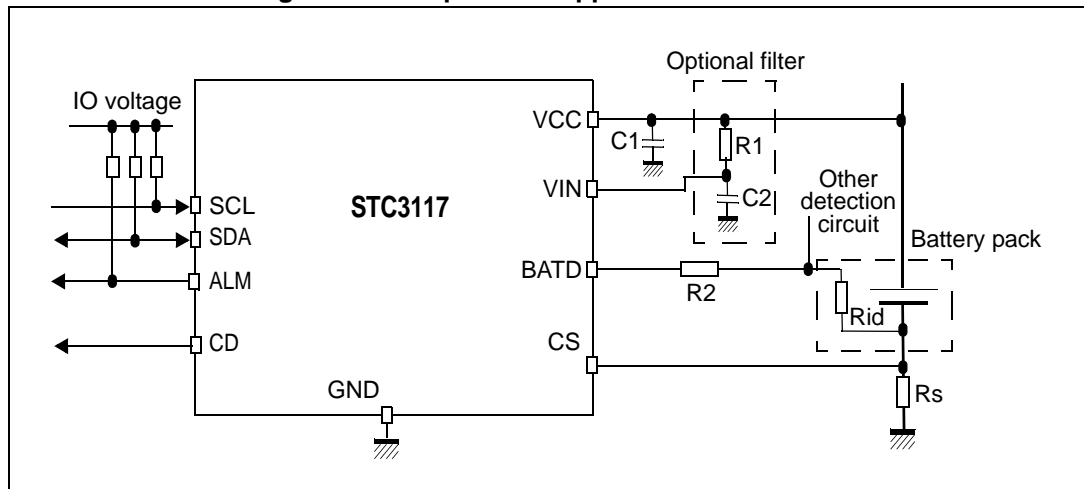 Optional filter
IO voltage
VCC
C1
R1
VIN
C2
STC3117
Other
detection
circuit
SCL
SDA
Battery pack
BATD
ALM
R2
Rid
CD
CS
GND
Rs